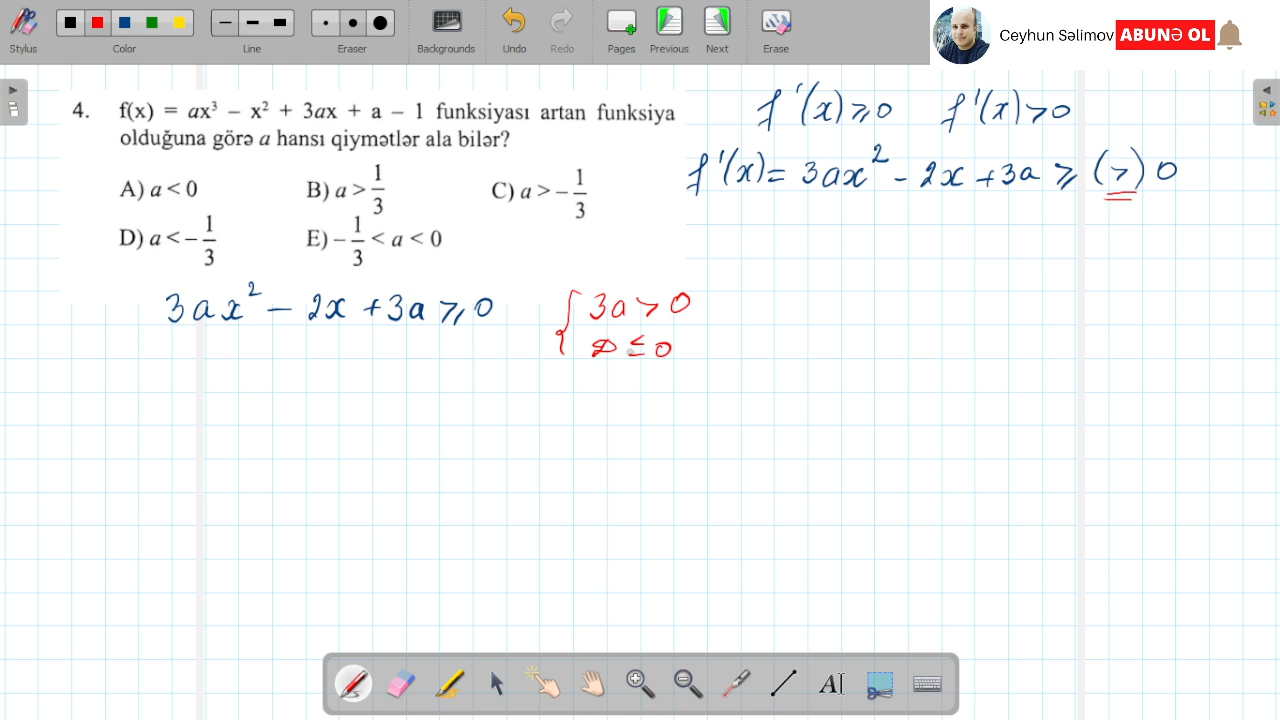 Stylus Color Line Eraser Backgrounds Undo Redo Pages Previous Next Erase
Ceyhun Səlimov ABUNƏ OL
4. f(x) = ax³ − x² + 3ax + a − 1 funksiyası artan funksiya
olduğuna görə a hansı qiymətlər ala bilər?
A) a < 0 B) a > 1/3 C) a > − 1/3
D) a < − 1/3 E) − 1/3 < a < 0
f'(x) ⩾ 0 f'(x) > 0
f'(x) = 3ax² − 2x + 3a ⩾ (>) 0
3ax² − 2x + 3a ⩾ 0
{ 3a > 0
D ≤ 0
AI